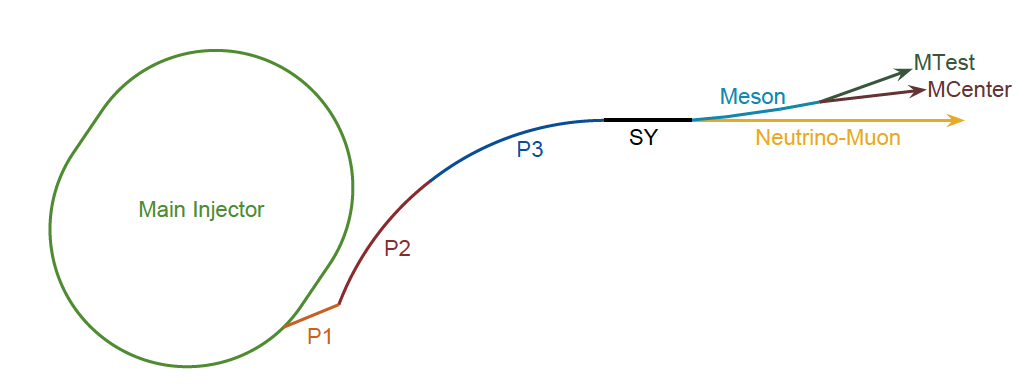 MTest
MCenter
Meson
Neutrino-Muon
SY
P3
Main Injector
P2
P1